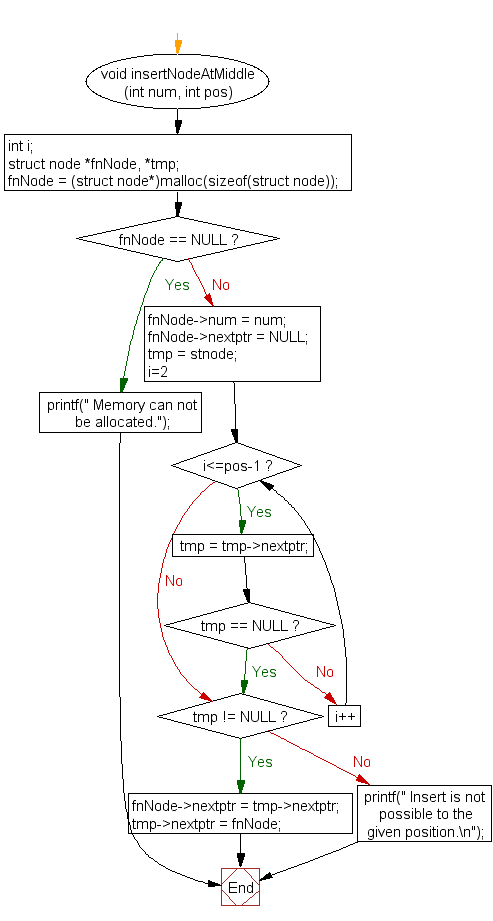 void insertNodeAtMiddle
(int num, int pos)
int i;
struct node *fnNode, *tmp;
fnNode = (struct node*)malloc(sizeof(struct node));
fnNode == NULL ?
Yes
No
fnNode->num = num;
fnNode->nextptr = NULL;
tmp = stnode;
i=2
printf(" Memory can not
be allocated.");
i<=pos-1 ?
Yes
tmp = tmp->nextptr;
No
tmp == NULL ?
Yes
No
tmp != NULL ?
i++
Yes
No
fnNode->nextptr = tmp->nextptr;
tmp->nextptr = fnNode;
printf(" Insert is not
possible to the
given position.\n");
End